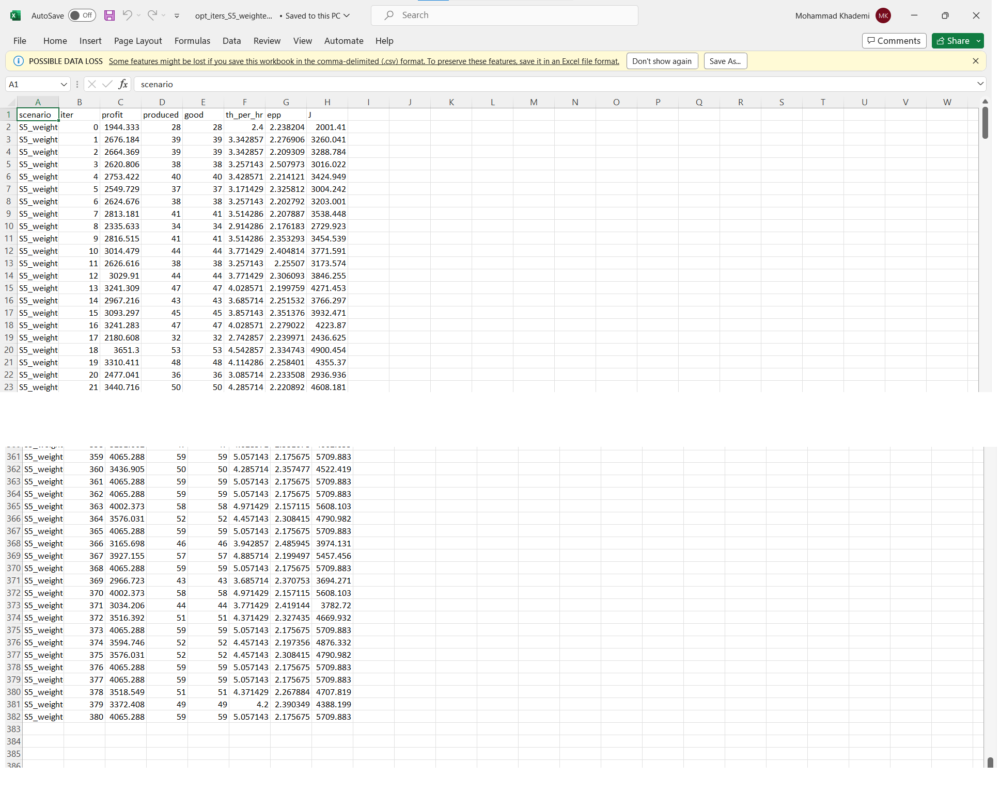 AutoSave Off opt_iters_S5_weighte... • Saved to this PC Search Mohammad Khademi MK
File Home Insert Page Layout Formulas Data Review View Automate Help Comments Share
POSSIBLE DATA LOSS Some features might be lost if you save this workbook in the comma-delimited (.csv) format. To preserve these features, save it in an Excel file format. Don't show again Save As...
A1 fx scenario
A B C D E F G H I J K L M N O P Q R S T U V W
1 scenario iter profit produced good th_per_hr epp J
2 S5_weight 0 1944.333 28 28 2.4 2.238204 2001.41
3 S5_weight 1 2676.184 39 39 3.342857 2.276906 3260.041
4 S5_weight 2 2664.369 39 39 3.342857 2.209309 3288.784
5 S5_weight 3 2620.806 38 38 3.257143 2.507973 3016.022
6 S5_weight 4 2753.422 40 40 3.428571 2.214121 3424.949
7 S5_weight 5 2549.729 37 37 3.171429 2.325812 3004.242
8 S5_weight 6 2624.676 38 38 3.257143 2.202792 3203.001
9 S5_weight 7 2813.181 41 41 3.514286 2.207887 3538.448
10 S5_weight 8 2335.633 34 34 2.914286 2.176183 2729.923
11 S5_weight 9 2816.515 41 41 3.514286 2.353293 3454.539
12 S5_weight 10 3014.479 44 44 3.771429 2.404814 3771.591
13 S5_weight 11 2626.616 38 38 3.257143 2.25507 3173.574
14 S5_weight 12 3029.91 44 44 3.771429 2.306093 3846.255
15 S5_weight 13 3241.309 47 47 4.028571 2.199759 4271.453
16 S5_weight 14 2967.216 43 43 3.685714 2.251532 3766.297
17 S5_weight 15 3093.297 45 45 3.857143 2.351376 3932.471
18 S5_weight 16 3241.283 47 47 4.028571 2.279022 4223.87
19 S5_weight 17 2180.608 32 32 2.742857 2.239971 2436.625
20 S5_weight 18 3651.3 53 53 4.542857 2.334743 4900.454
21 S5_weight 19 3310.411 48 48 4.114286 2.258401 4355.37
22 S5_weight 20 2477.041 36 36 3.085714 2.233508 2936.936
23 S5_weight 21 3440.716 50 50 4.285714 2.220892 4608.181
361 S5_weight 359 4065.288 59 59 5.057143 2.175675 5709.883
362 S5_weight 360 3436.905 50 50 4.285714 2.357477 4522.419
363 S5_weight 361 4065.288 59 59 5.057143 2.175675 5709.883
364 S5_weight 362 4065.288 59 59 5.057143 2.175675 5709.883
365 S5_weight 363 4002.373 58 58 4.971429 2.157115 5608.103
366 S5_weight 364 3576.031 52 52 4.457143 2.308415 4790.982
367 S5_weight 365 4065.288 59 59 5.057143 2.175675 5709.883
368 S5_weight 366 3165.698 46 46 3.942857 2.485945 3974.131
369 S5_weight 367 3927.155 57 57 4.885714 2.199497 5457.456
370 S5_weight 368 4065.288 59 59 5.057143 2.175675 5709.883
371 S5_weight 369 2966.723 43 43 3.685714 2.370753 3694.271
372 S5_weight 370 4002.373 58 58 4.971429 2.157115 5608.103
373 S5_weight 371 3034.206 44 44 3.771429 2.419144 3782.72
374 S5_weight 372 3516.392 51 51 4.371429 2.327435 4669.932
375 S5_weight 373 4065.288 59 59 5.057143 2.175675 5709.883
376 S5_weight 374 3594.746 52 52 4.457143 2.197356 4876.332
377 S5_weight 375 3576.031 52 52 4.457143 2.308415 4790.982
378 S5_weight 376 4065.288 59 59 5.057143 2.175675 5709.883
379 S5_weight 377 4065.288 59 59 5.057143 2.175675 5709.883
380 S5_weight 378 3518.549 51 51 4.371429 2.267884 4707.819
381 S5_weight 379 3372.408 49 49 4.2 2.390349 4388.199
382 S5_weight 380 4065.288 59 59 5.057143 2.175675 5709.883
383
384
385
386